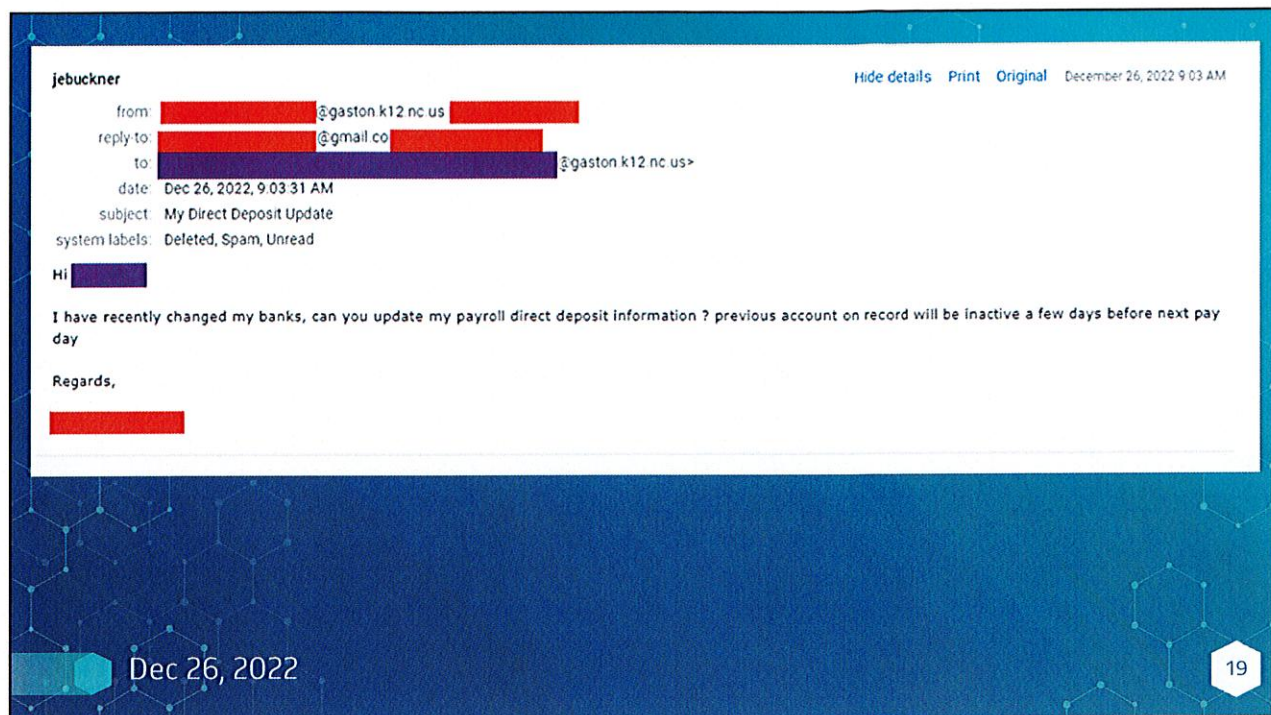 jebuckner
Hide details Print Original December 26, 2022 9:03 AM
from: @gaston.k12.nc.us
reply-to: @gmail.co
to: @gaston.k12.nc.us>
date: Dec 26, 2022, 9:03:31 AM
subject: My Direct Deposit Update
system labels: Deleted, Spam, Unread
Hi
I have recently changed my banks, can you update my payroll direct deposit information ? previous account on record will be inactive a few days before next pay
day
Regards,
Dec 26, 2022
19